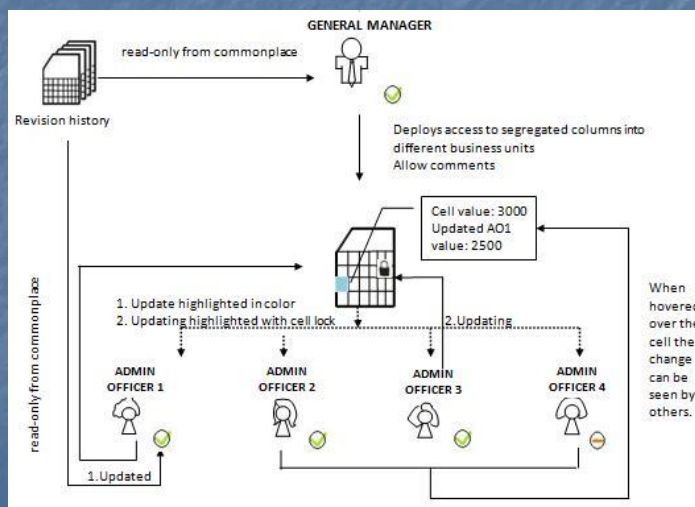 GENERAL MANAGER
read-only from commonplace
Revision history
Deploys access to segregated columns into
different business units
Allow comments
Cell value: 3000
Updated AO1
value: 2500
When
hovered
over the
cell the
change
can be
seen by
others.
1. Update highlighted in color
2. Updating highlighted with cell lock
2.Updating
read-only from commonplace
ADMIN
OFFICER 1
ADMIN
OFFICER 2
ADMIN
OFFICER 3
ADMIN
OFFICER 4
1.Updated